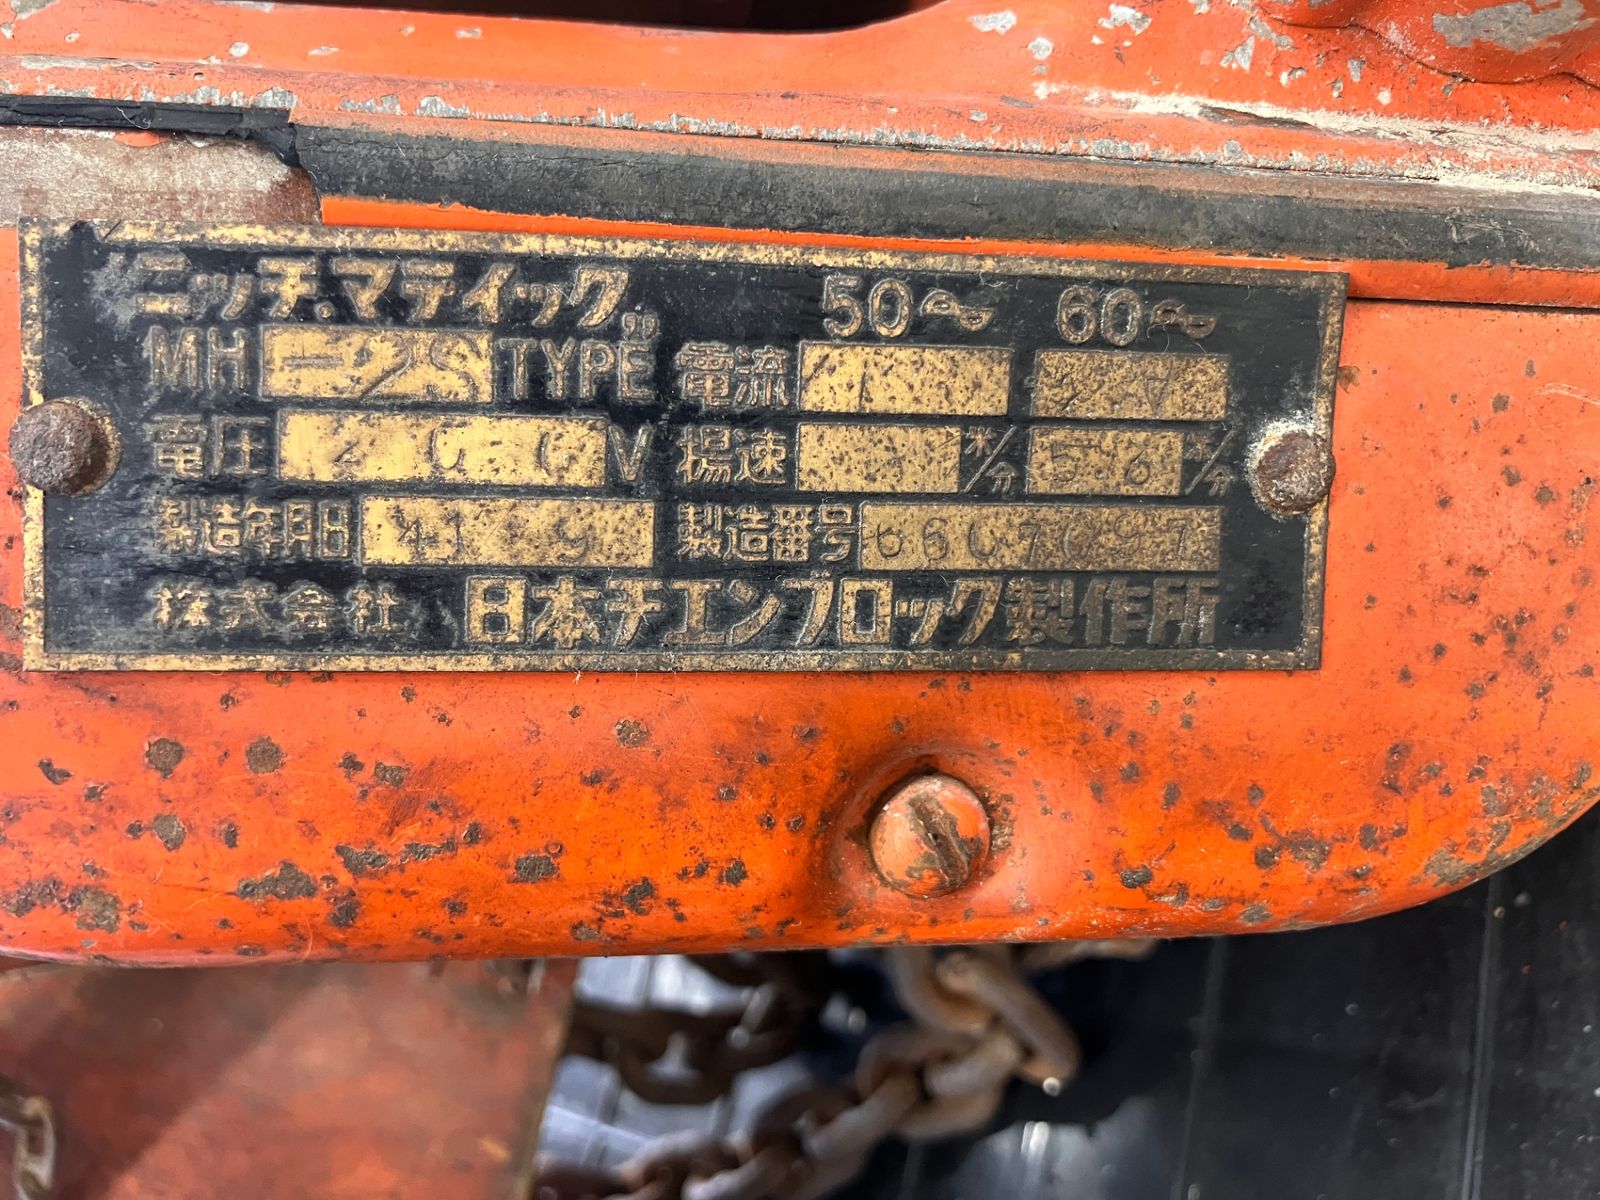 "ニッチ.マティック" 50〜 60〜
MH -2S TYPE 電流
電圧 200 V 揚速 米/分 5.6 米/分
製造年月日 製造番号
株式会社 日本チエンブロック製作所